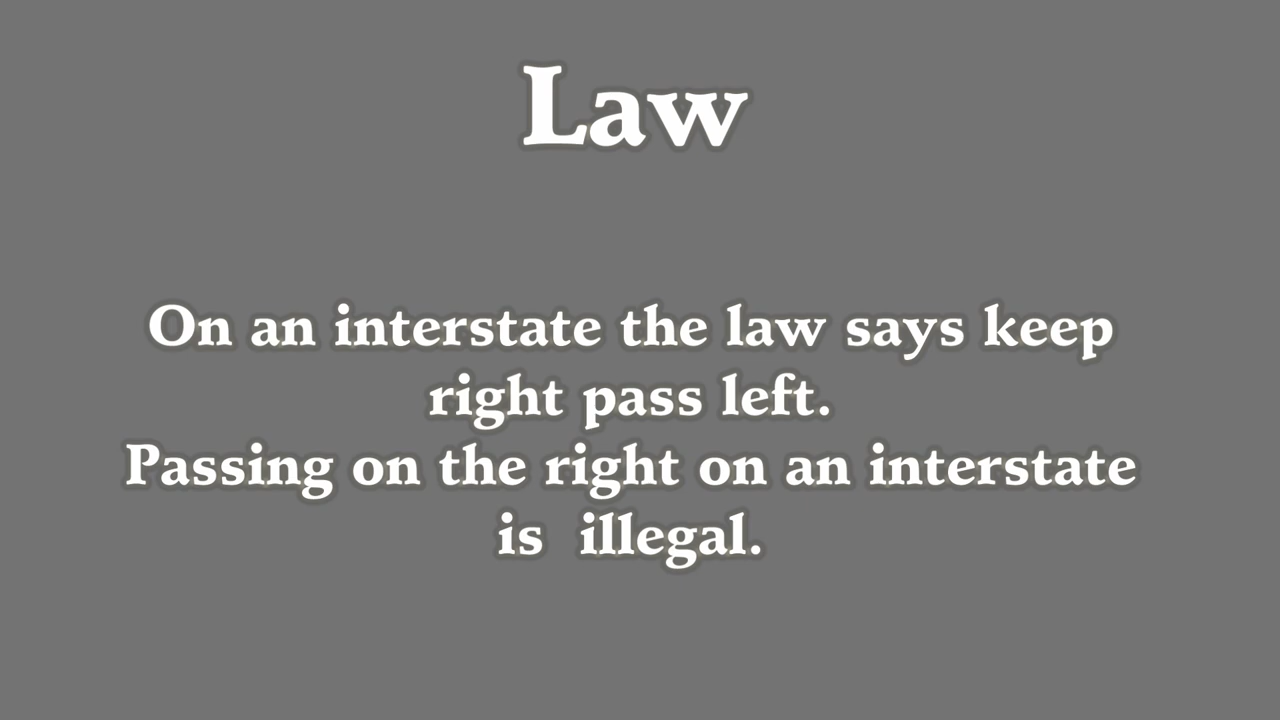 Law
On an interstate the law says keep
right pass left.
Passing on the right on an interstate
is  illegal.